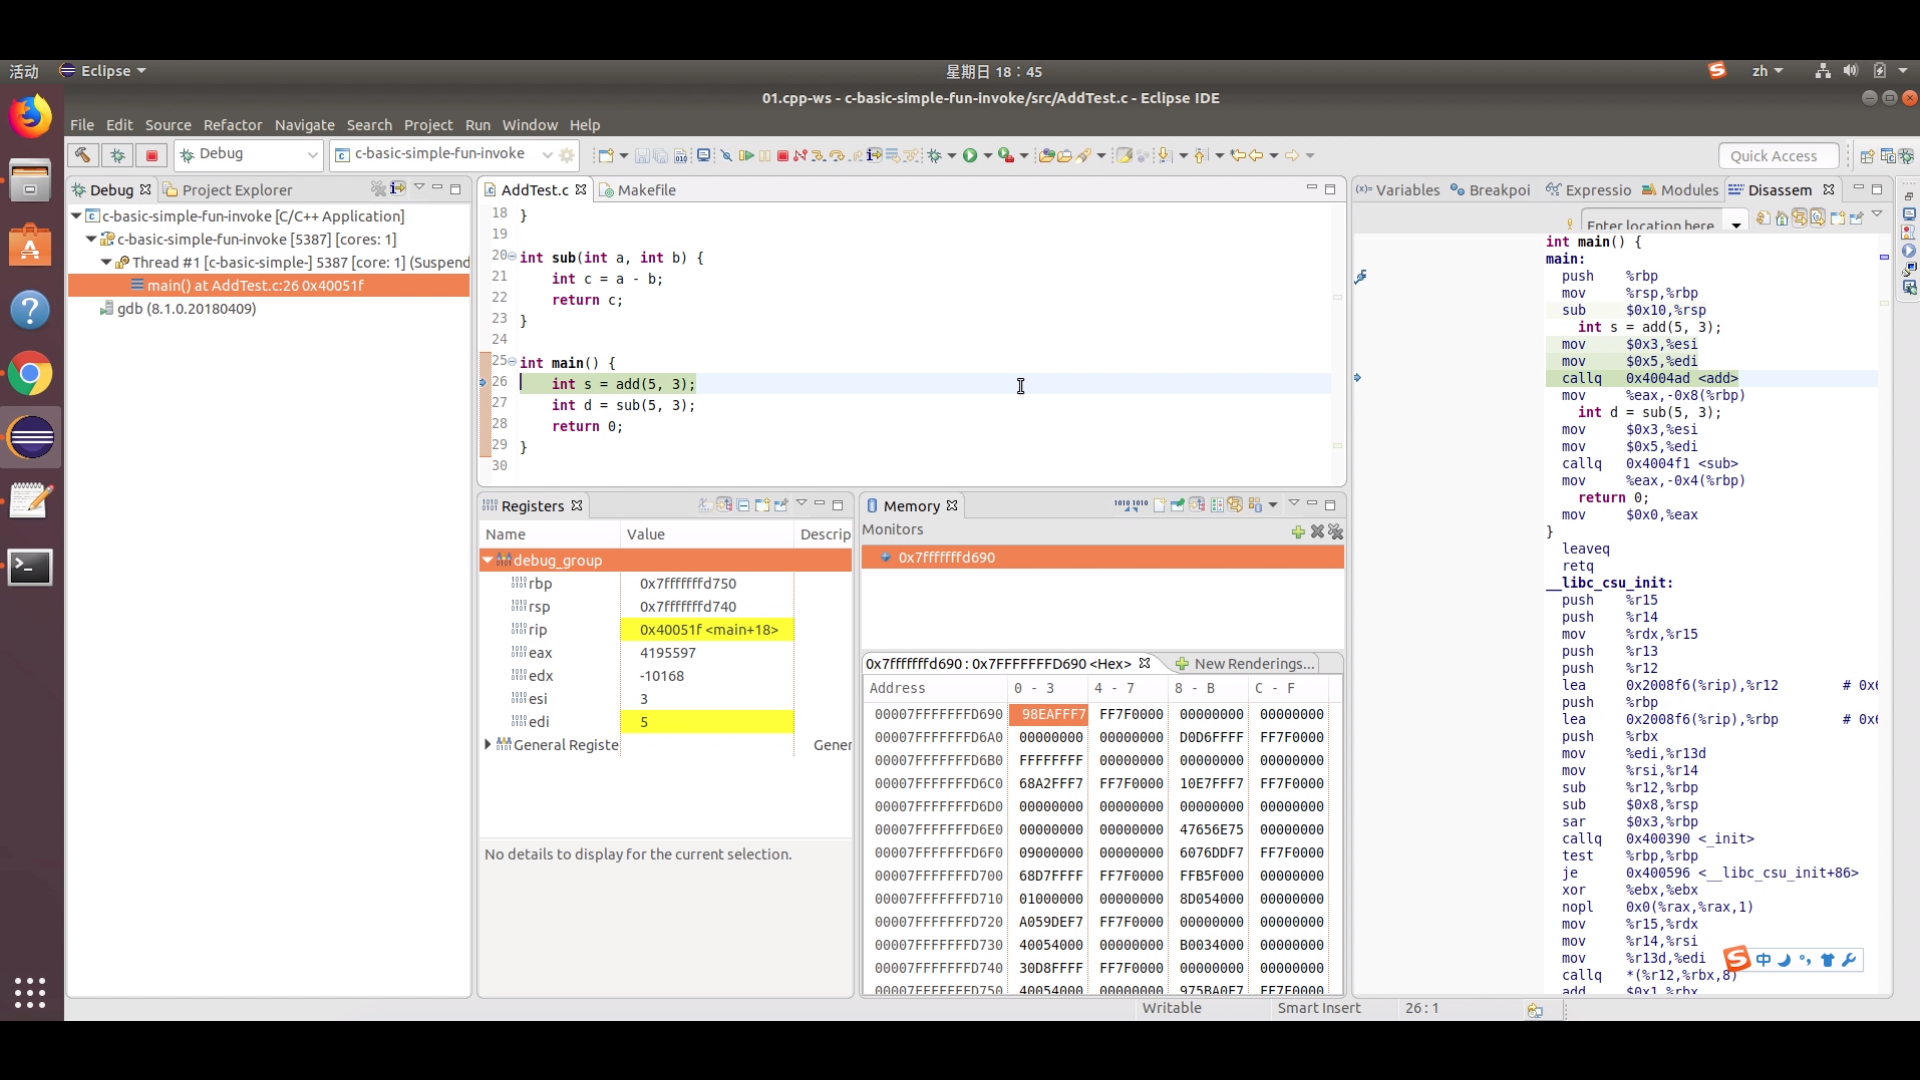 活动 Eclipse 星期日 18:45 zh
01.cpp-ws - c-basic-simple-fun-invoke/src/AddTest.c - Eclipse IDE
File Edit Source Refactor Navigate Search Project Run Window Help
Debug c-basic-simple-fun-invoke Quick Access
Debug Project Explorer
c-basic-simple-fun-invoke [C/C++ Application]
c-basic-simple-fun-invoke [5387] [cores: 1]
Thread #1 [c-basic-simple-] 5387 [core: 1] (Suspend
main() at AddTest.c:26 0x40051f
gdb (8.1.0.20180409)
AddTest.c Makefile
18 }
19
20 int sub(int a, int b) {
21 int c = a - b;
22 return c;
23 }
24
25 int main() {
26 int s = add(5, 3);
27 int d = sub(5, 3);
28 return 0;
29 }
30
Registers
Name Value Descrip
debug_group
rbp 0x7fffffffd750
rsp 0x7fffffffd740
rip 0x40051f <main+18>
eax 4195597
edx -10168
esi 3
edi 5
General Registe Gener
No details to display for the current selection.
Memory
Monitors
0x7fffffffd690
0x7fffffffd690 : 0x7FFFFFFFD690 <Hex> New Renderings...
Address 0 - 3 4 - 7 8 - B C - F
00007FFFFFFFD690 98EAFFF7 FF7F0000 00000000 00000000
00007FFFFFFFD6A0 00000000 00000000 D0D6FFFF FF7F0000
00007FFFFFFFD6B0 FFFFFFFF 00000000 00000000 00000000
00007FFFFFFFD6C0 68A2FFF7 FF7F0000 10E7FFF7 FF7F0000
00007FFFFFFFD6D0 00000000 00000000 00000000 00000000
00007FFFFFFFD6E0 00000000 00000000 47656E75 00000000
00007FFFFFFFD6F0 09000000 00000000 6076DDF7 FF7F0000
00007FFFFFFFD700 68D7FFFF FF7F0000 FFB5F000 00000000
00007FFFFFFFD710 01000000 00000000 8D054000 00000000
00007FFFFFFFD720 A059DEF7 FF7F0000 00000000 00000000
00007FFFFFFFD730 40054000 00000000 B0034000 00000000
00007FFFFFFFD740 30D8FFFF FF7F0000 00000000 00000000
00007FFFFFFFD750 40054000 00000000 975BA0F7 FF7F0000
Variables Breakpoi Expressio Modules Disassem
Enter location here
int main() {
main:
push %rbp
mov %rsp,%rbp
sub $0x10,%rsp
int s = add(5, 3);
mov $0x3,%esi
mov $0x5,%edi
callq 0x4004ad <add>
mov %eax,-0x8(%rbp)
int d = sub(5, 3);
mov $0x3,%esi
mov $0x5,%edi
callq 0x4004f1 <sub>
mov %eax,-0x4(%rbp)
return 0;
mov $0x0,%eax
}
leaveq
retq
__libc_csu_init:
push %r15
push %r14
mov %rdx,%r15
push %r13
push %r12
lea 0x2008f6(%rip),%r12 # 0x6
push %rbp
lea 0x2008f6(%rip),%rbp # 0x6
push %rbx
mov %edi,%r13d
mov %rsi,%r14
sub %r12,%rbp
sub $0x8,%rsp
sar $0x3,%rbp
callq 0x400390 <_init>
test %rbp,%rbp
je 0x400596 <__libc_csu_init+86>
xor %ebx,%ebx
nopl 0x0(%rax,%rax,1)
mov %r15,%rdx
mov %r14,%rsi
mov %r13d,%edi
callq *(%r12,%rbx,8)
add $0x1,%rbx
中
Writable Smart Insert 26 : 1